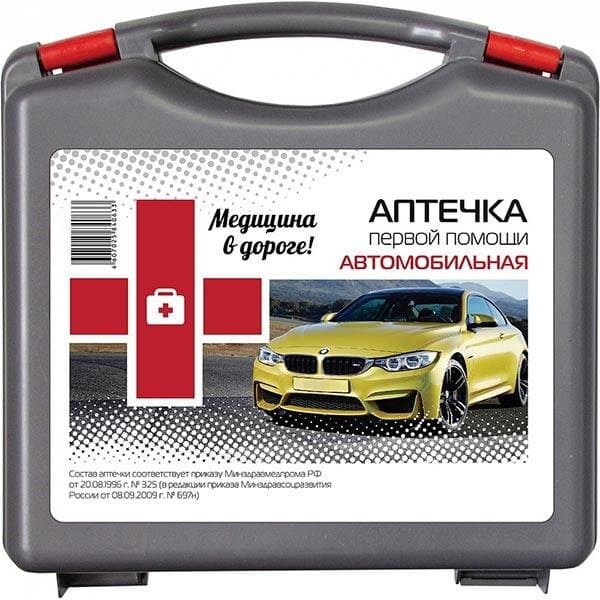 Медицина
в дороге!
АПТЕЧКА
первой помощи
АВТОМОБИЛЬНАЯ
4607025840633
Состав аптечки соответствует приказу Минздравмедпрома РФ
от 20.08.1996 г. № 325 (в редакции приказа Минздравсоцразвития
России от 08.09.2009 г. № 697н)